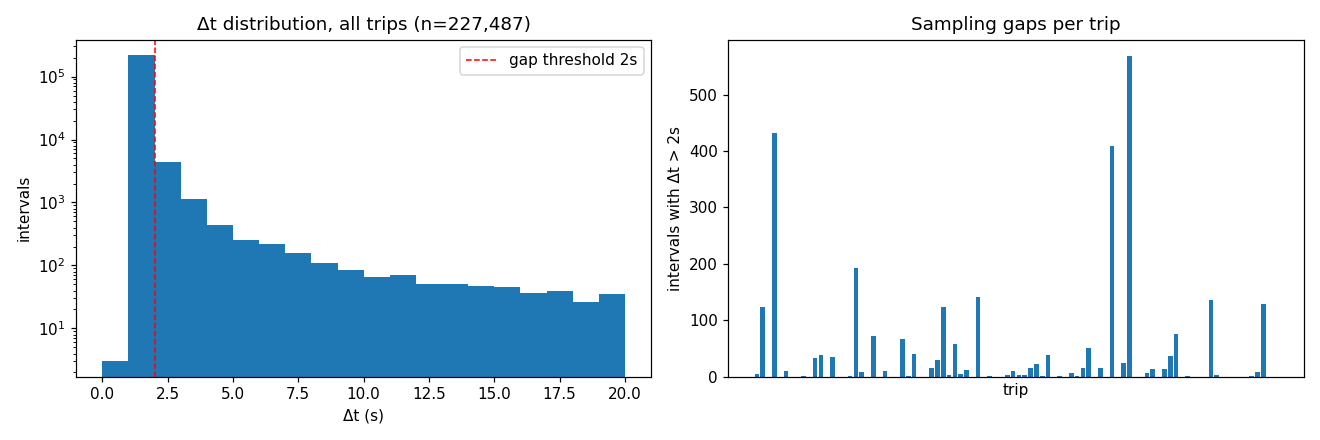 Δt distribution, all trips (n=227,487)
gap threshold 2s
intervals
10⁵
10⁴
10³
10²
10¹
0.0 2.5 5.0 7.5 10.0 12.5 15.0 17.5 20.0
Δt (s)
Sampling gaps per trip
intervals with Δt > 2s
500
400
300
200
100
0
trip